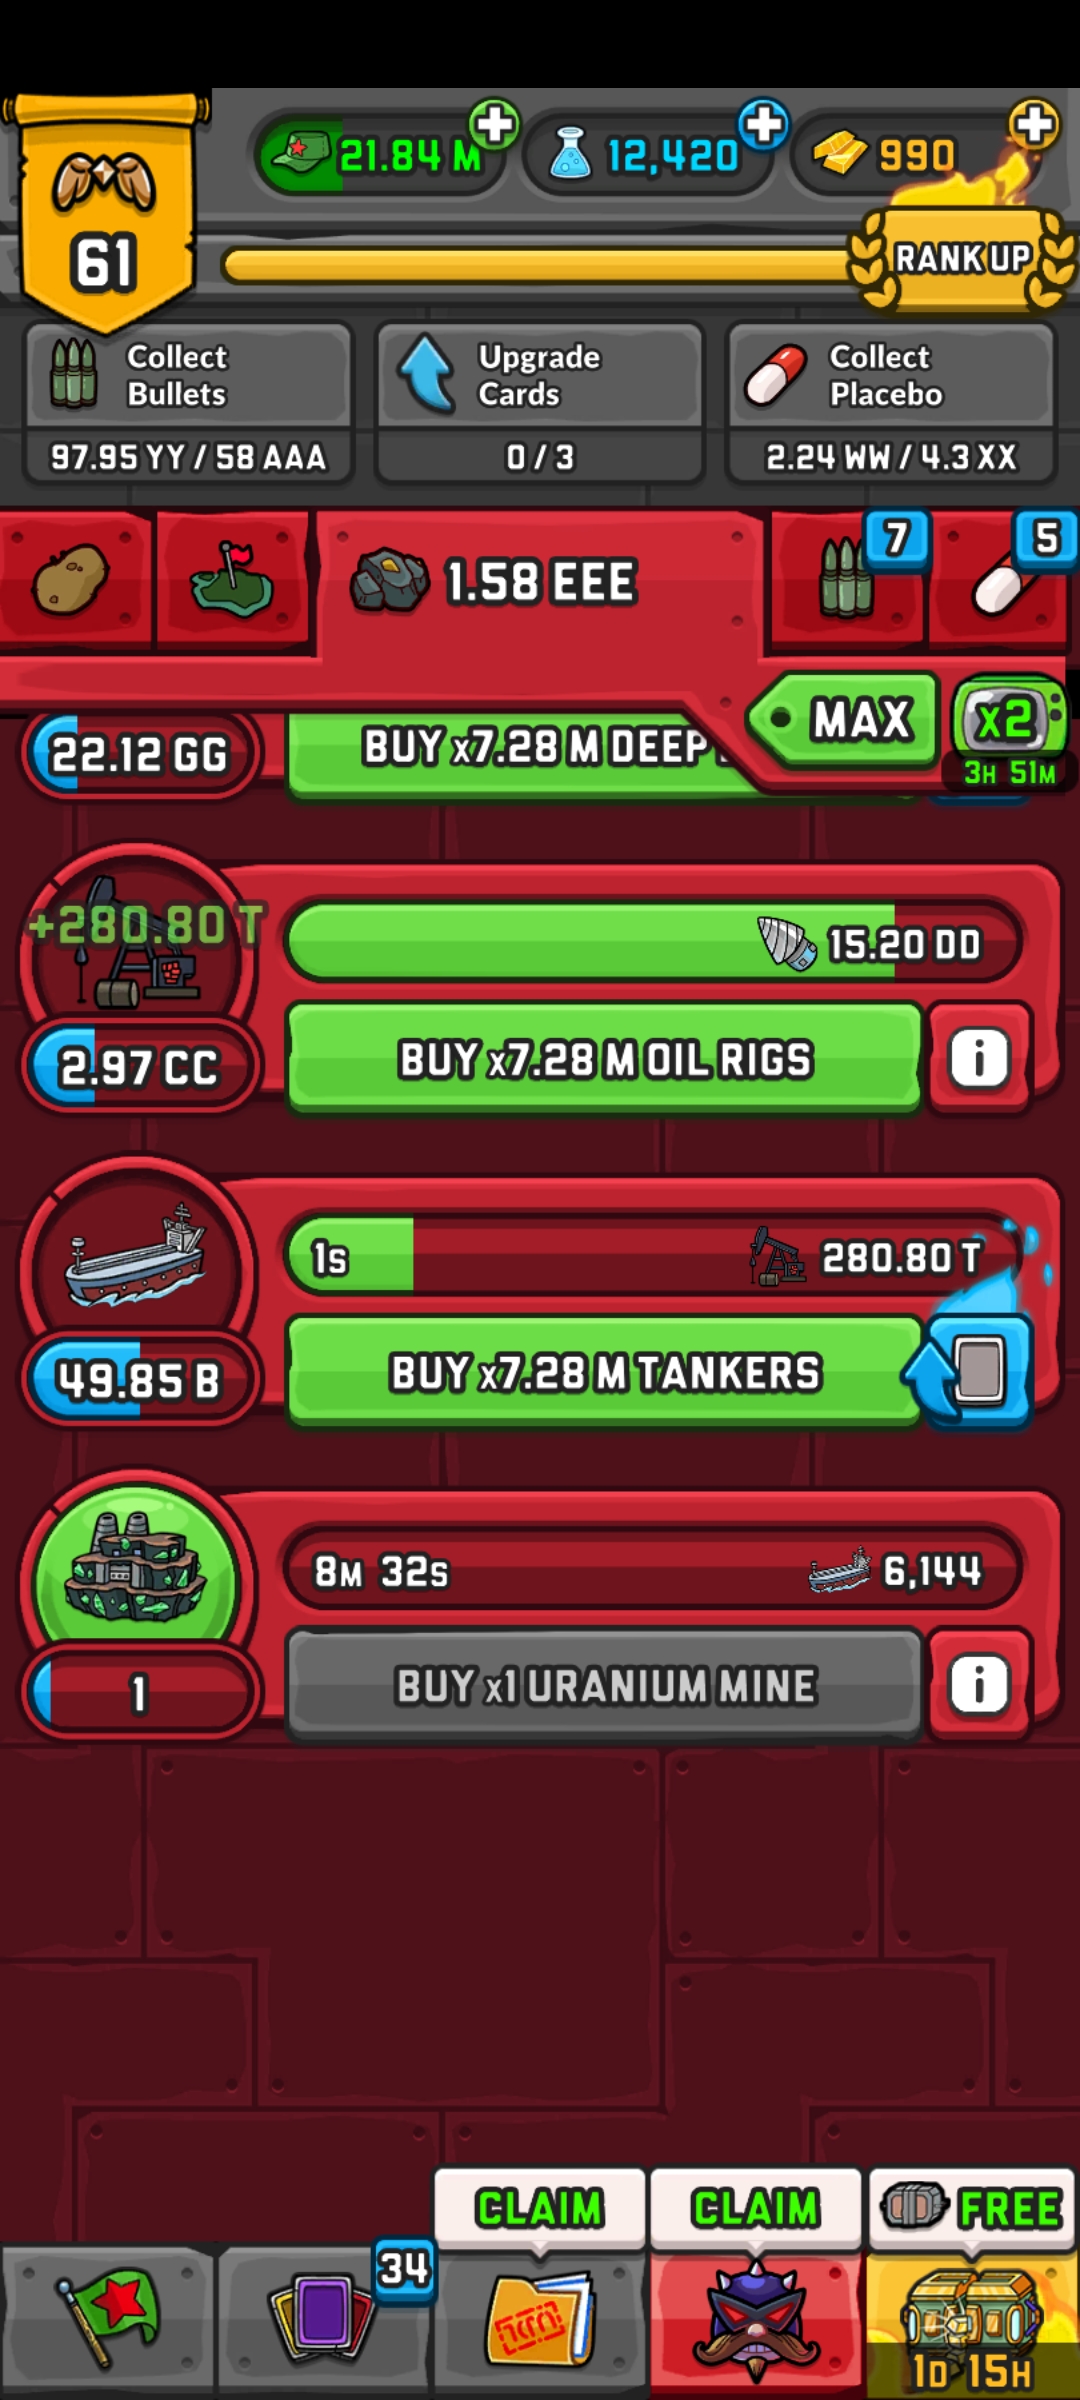 21.84 M
12,420
990
61
RANK UP
Collect
Bullets
97.95 YY / 58 AAA
Upgrade
Cards
0 / 3
Collect
Placebo
2.24 WW / 4.3 XX
1.58 EEE
7
5
MAX
x2
3H 51M
22.12 GG
BUY x7.28 M DEEP
+280.80 T
15.20 DD
2.97 CC
BUY x7.28 M OIL RIGS
i
1S
280.80 T
49.85 B
BUY x7.28 M TANKERS
8M 32S
6,144
1
BUY x1 URANIUM MINE
i
CLAIM
CLAIM
FREE
34
1D 15H